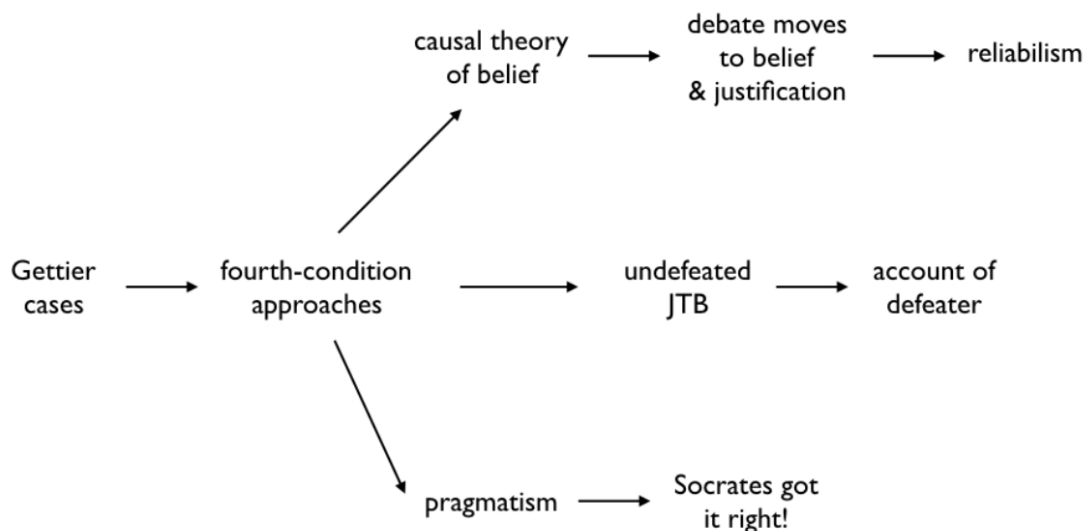 causal theory
of belief
debate moves
to belief
& justification
reliabilism
Gettier
cases
fourth-condition
approaches
undefeated
JTB
account of
defeater
pragmatism
Socrates got
it right!